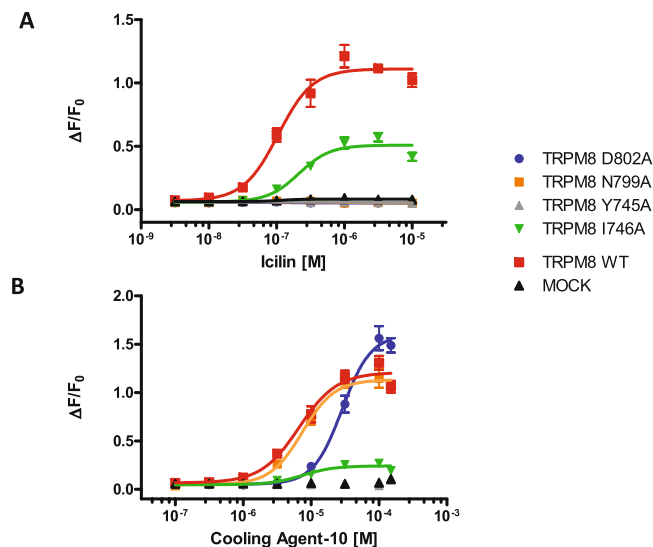 A
1.5
1.0
0.5
0.0
ΔF/F0
10-9 10-8 10-7 10-6 10-5
Icilin [M]
TRPM8 D802A
TRPM8 N799A
TRPM8 Y745A
TRPM8 I746A
TRPM8 WT
MOCK
B
2.0
1.5
1.0
0.5
0.0
ΔF/F0
10-7 10-6 10-5 10-4 10-3
Cooling Agent-10 [M]